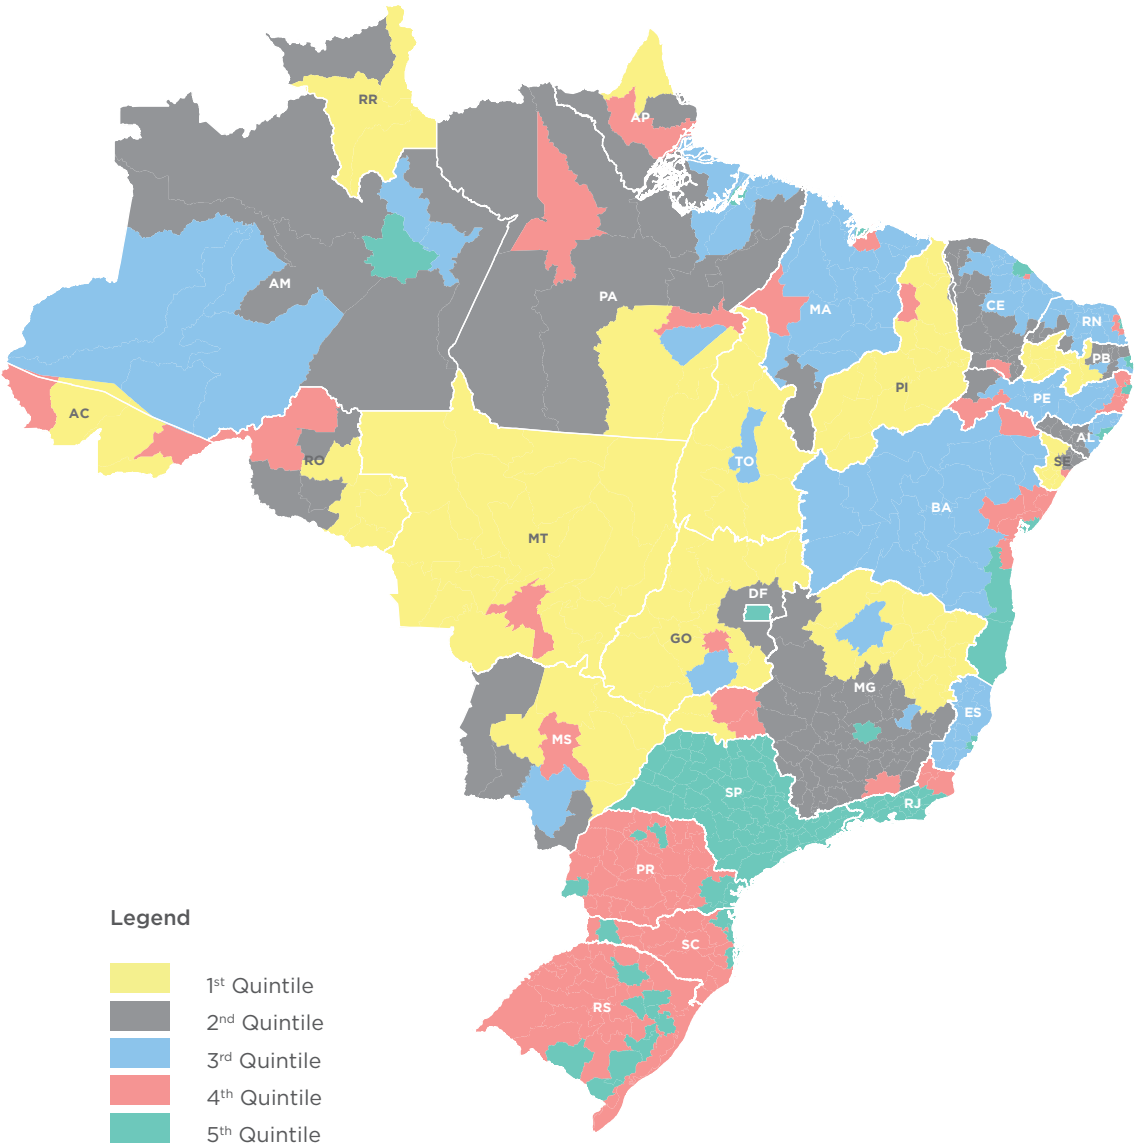 RR
AP
AM
PA
MA
CE
RN
PB
PI
PE
AC
AL
TO
RO
SE
BA
MT
DF
GO
MG
ES
MS
SP
RJ
PR
SC
RS
Legend
1st Quintile
2nd Quintile
3rd Quintile
4th Quintile
5th Quintile